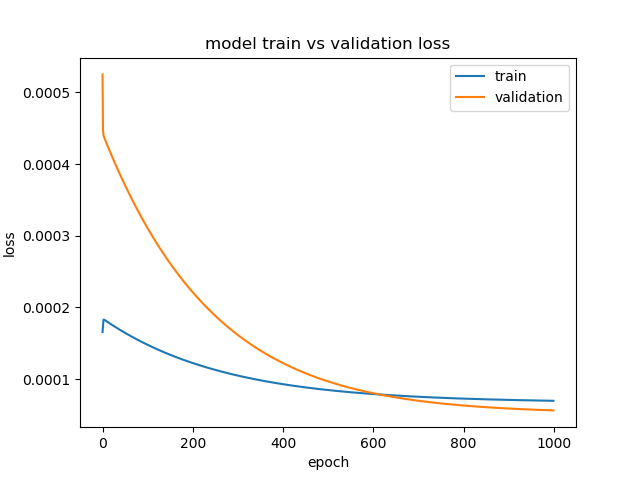 model train vs validation loss
train
validation
0.0005
0.0004
0.0003
0.0002
0.0001
loss
0 200 400 600 800 1000
epoch